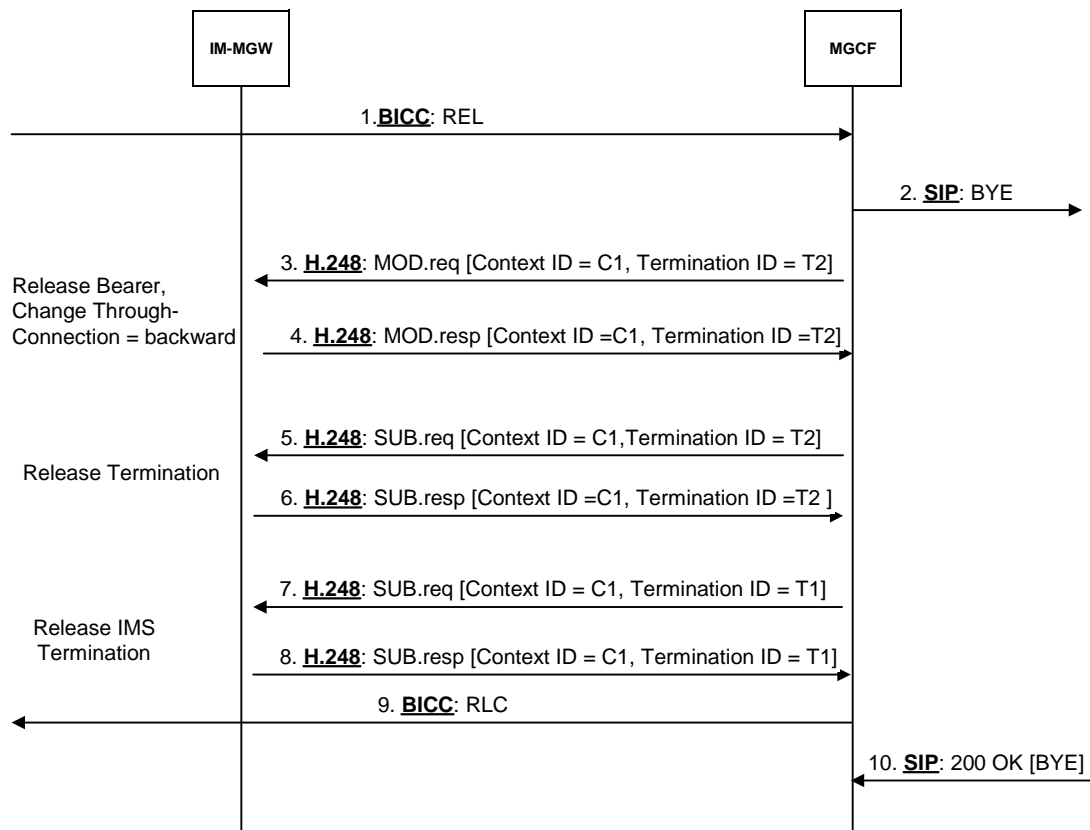 IM-MGW
MGCF
1.BICC: REL
2. SIP: BYE
3. H.248: MOD.req [Context ID = C1, Termination ID = T2]
Release Bearer,
Change Through-
Connection = backward
4. H.248: MOD.resp [Context ID =C1, Termination ID =T2]
5. H.248: SUB.req [Context ID = C1,Termination ID = T2]
Release Termination
6. H.248: SUB.resp [Context ID =C1, Termination ID =T2 ]
7. H.248: SUB.req [Context ID = C1, Termination ID = T1]
Release IMS
Termination
8. H.248: SUB.resp [Context ID = C1, Termination ID = T1]
9. BICC: RLC
10. SIP: 200 OK [BYE]